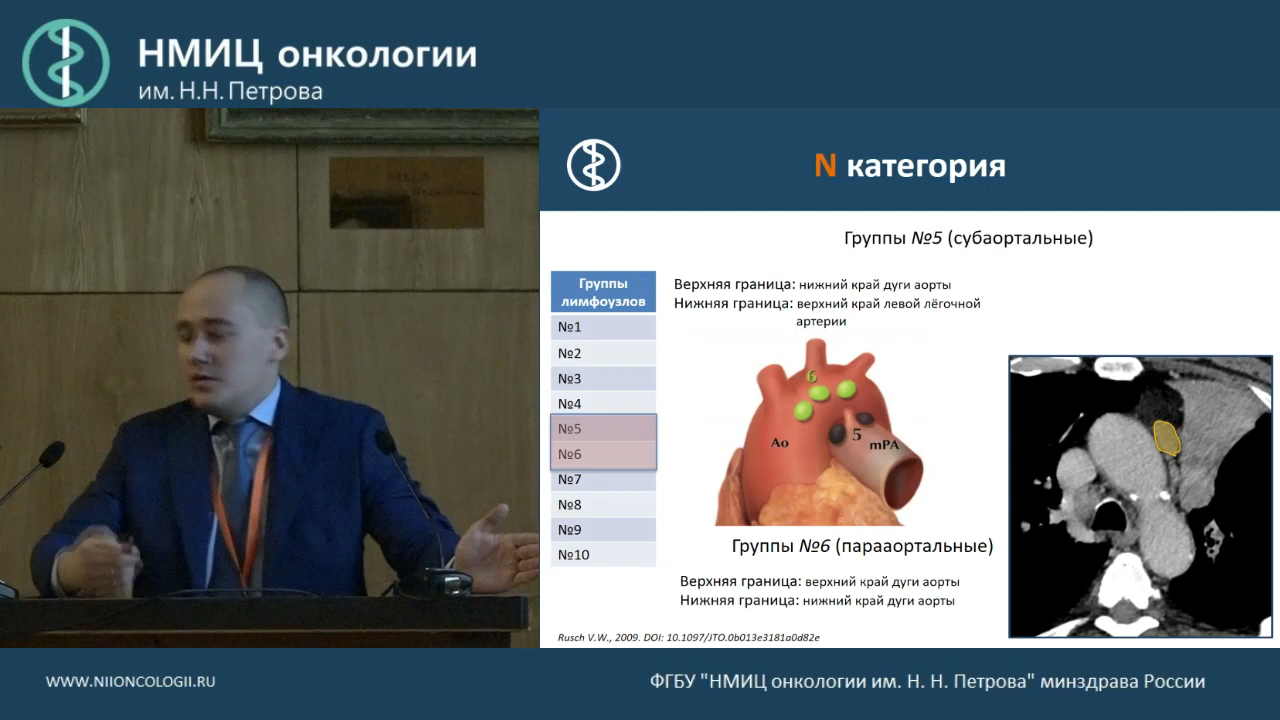 НМИЦ онкологии
им. Н.Н. Петрова
N категория
Группы №5 (субаортальные)
Группы
лимфоузлов
№1
№2
№3
№4
№5
№6
№7
№8
№9
№10
Верхняя граница: нижний край дуги аорты
Нижняя граница: верхний край левой лёгочной
артерии
6
Ao
5
mPA
Группы №6 (парааортальные)
Верхняя граница: верхний край дуги аорты
Нижняя граница: нижний край дуги аорты
Rusch V.W., 2009. DOI: 10.1097/JTO.0b013e3181a0d82e
WWW.NIIONCOLOGII.RU
ФГБУ "НМИЦ онкологии им. Н. Н. Петрова" минздрава России